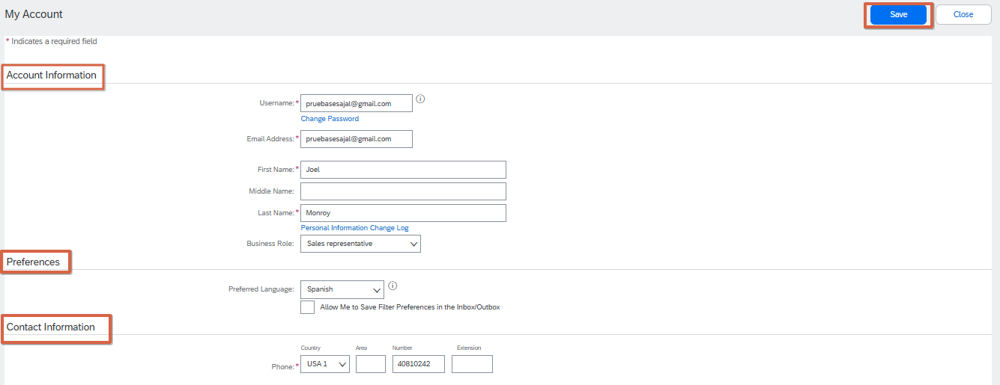 My Account
Save
Close
* Indicates a required field
Account Information
Username:* pruebasesajal@gmail.com
Change Password
Email Address:* pruebasesajal@gmail.com
First Name:* Joel
Middle Name:
Last Name:* Monroy
Personal Information Change Log
Business Role: Sales representative
Preferences
Preferred Language: Spanish
Allow Me to Save Filter Preferences in the Inbox/Outbox
Contact Information
Country Area Number Extension
Phone:* USA 1 40810242